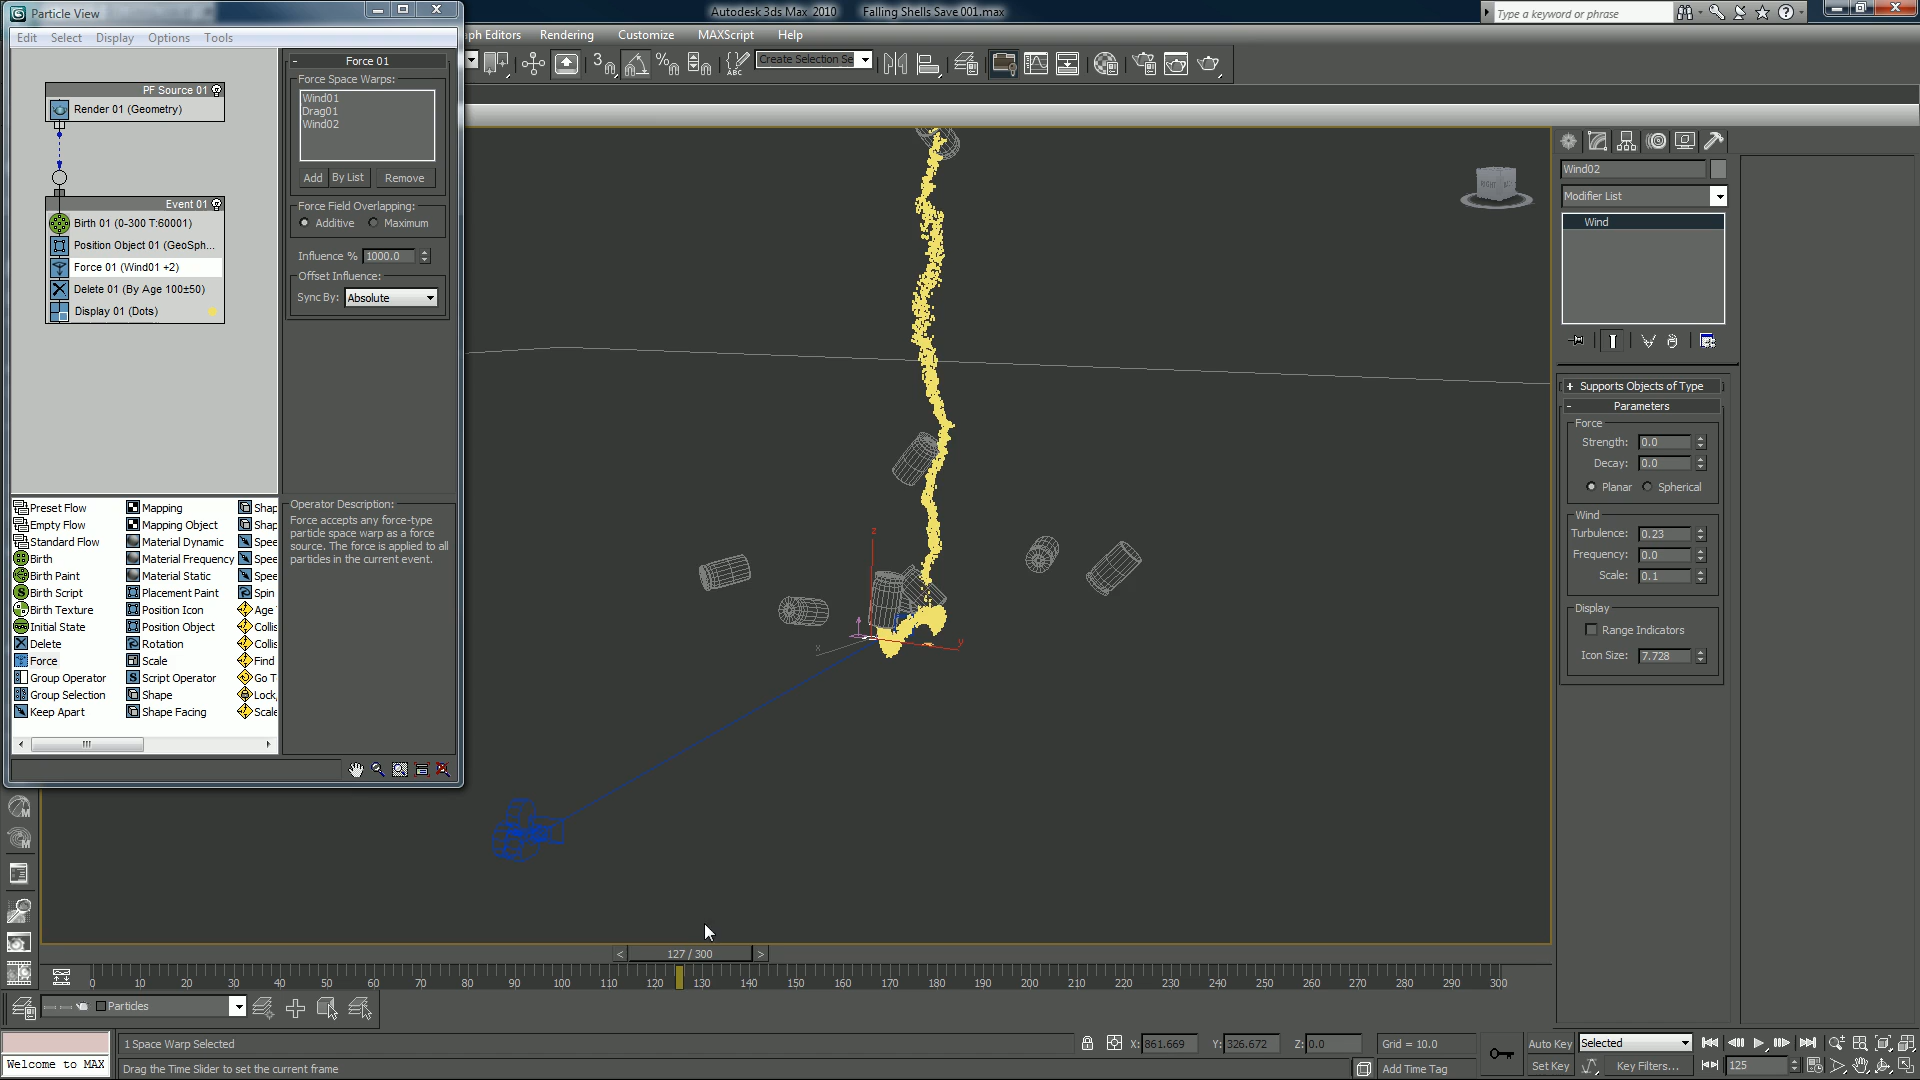 Particle View
Autodesk 3ds Max 2010
Falling Shells Save 001.max
Type a keyword or phrase
Edit Select Display Options Tools
ph Editors Rendering Customize MAXScript Help
Create Selection Se
PF Source 01
Render 01 (Geometry)
Event 01
Birth 01 (0-300 T:60001)
Position Object 01 (GeoSph...
Force 01 (Wind01 +2)
Delete 01 (By Age 100±50)
Display 01 (Dots)
- Force 01
Force Space Warps:
Wind01
Drag01
Wind02
Add By List Remove
Force Field Overlapping:
Additive Maximum
Influence % 1000.0
Offset Influence:
Sync By: Absolute
Operator Description:
Force accepts any force-type
particle space warp as a force
source. The force is applied to all
particles in the current event.
Preset Flow Mapping Shap
Empty Flow Mapping Object Shap
Standard Flow Material Dynamic Spee
Birth Material Frequency Spee
Birth Paint Material Static Spee
Birth Script Placement Paint Spin
Birth Texture Position Icon Age
Initial State Position Object Collis
Delete Rotation Collis
Force Scale Find
Group Operator Script Operator Go T
Group Selection Shape Lock,
Keep Apart Shape Facing Scale
z
x
y
RIGHT
Wind02
Modifier List
Wind
+ Supports Objects of Type
- Parameters
Force
Strength: 0.0
Decay: 0.0
Planar Spherical
Wind
Turbulence: 0.23
Frequency: 0.0
Scale: 0.1
Display
Range Indicators
Icon Size: 7.728
< 127 / 300 >
0 10 20 30 40 50 60 70 80 90 100 110 120 130 140 150 160 170 180 190 200 210 220 230 240 250 260 270 280 290 300
Particles
1 Space Warp Selected
X: 861.669 Y: 326.672 Z: 0.0
Grid = 10.0
Auto Key Selected
Welcome to MAX
Drag the Time Slider to set the current frame
Add Time Tag
Set Key Key Filters...
125